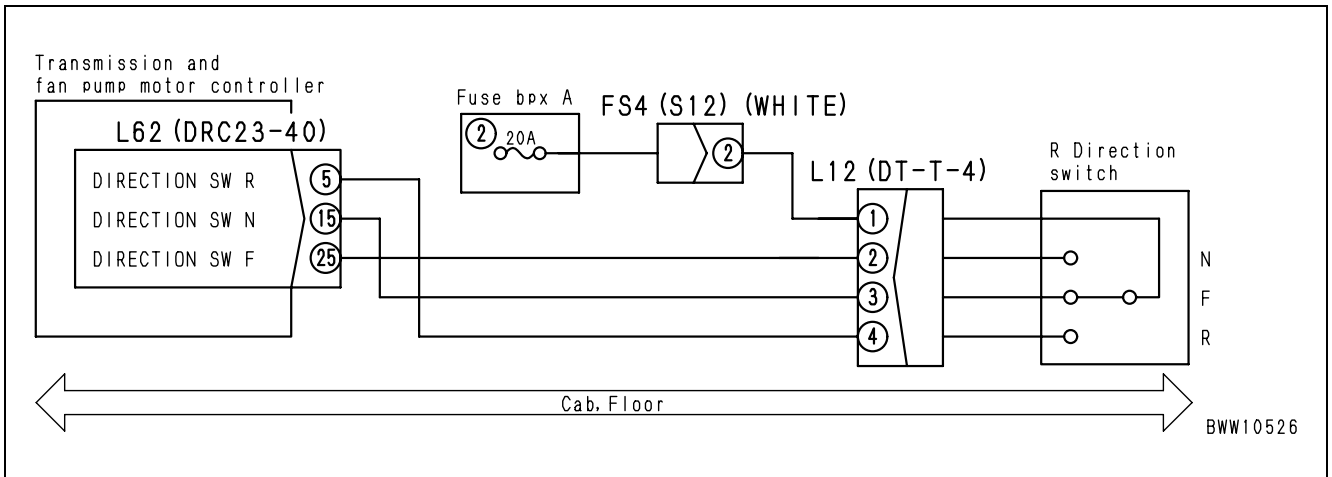 Transmission and
fan pump motor controller
L62 (DRC23-40)
DIRECTION SW R
5
DIRECTION SW N
15
DIRECTION SW F
25
Fuse bpx A
2
20A
FS4 (S12) (WHITE)
2
L12 (DT-T-4)
1
2
3
4
R Direction
switch
N
F
R
Cab, Floor
BWW10526